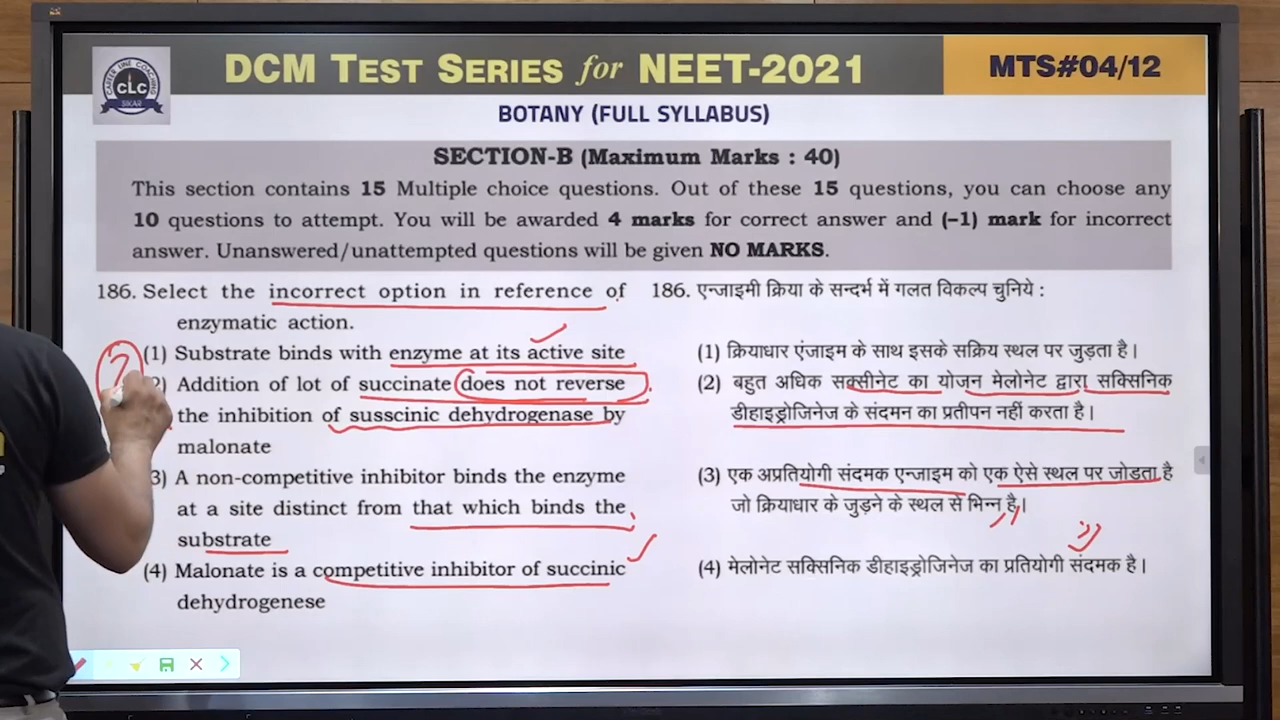 CAREER LINE COACHING
CLC
SIKAR
DCM TEST SERIES for NEET-2021
MTS#04/12
BOTANY (FULL SYLLABUS)
SECTION-B (Maximum Marks : 40)
This section contains 15 Multiple choice questions. Out of these 15 questions, you can choose any
10 questions to attempt. You will be awarded 4 marks for correct answer and (−1) mark for incorrect
answer. Unanswered/unattempted questions will be given NO MARKS.
186. Select the incorrect option in reference of
enzymatic action.
(1) Substrate binds with enzyme at its active site
2) Addition of lot of succinate does not reverse
the inhibition of susscinic dehydrogenase by
malonate
3) A non-competitive inhibitor binds the enzyme
at a site distinct from that which binds the
substrate
(4) Malonate is a competitive inhibitor of succinic
dehydrogenese
186. एन्जाइमी क्रिया के सन्दर्भ में गलत विकल्प चुनिये :
(1) क्रियाधार एंजाइम के साथ इसके सक्रिय स्थल पर जुड़ता है।
(2) बहुत अधिक सक्सीनेट का योजन मेलोनेट द्वारा सक्सिनिक
डीहाइड्रोजिनेज के संदमन का प्रतीपन नहीं करता है।
(3) एक अप्रतियोगी संदमक एन्जाइम को एक ऐसे स्थल पर जोडता है
जो क्रियाधार के जुड़ने के स्थल से भिन्न है।
(4) मेलोनेट सक्सिनिक डीहाइड्रोजिनेज का प्रतियोगी संदमक है।